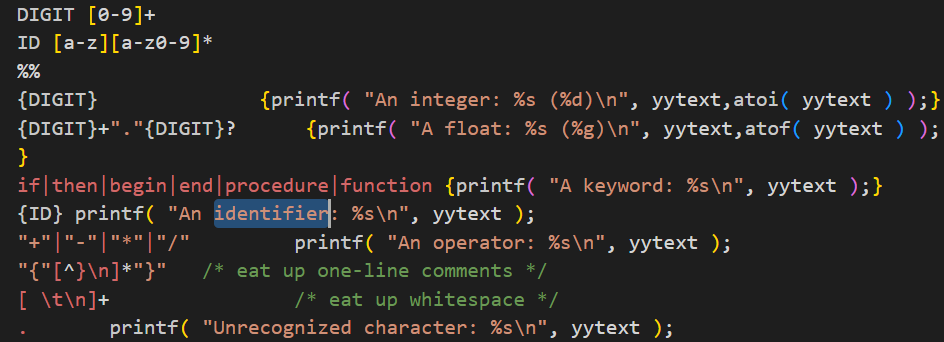 DIGIT [0-9]+
ID [a-z][a-z0-9]*
%%
{DIGIT} {printf( "An integer: %s (%d)\n", yytext,atoi( yytext ) );}
{DIGIT}+"."{DIGIT}? {printf( "A float: %s (%g)\n", yytext,atof( yytext ) );
}
if|then|begin|end|procedure|function {printf( "A keyword: %s\n", yytext );}
{ID} printf( "An identifier: %s\n", yytext );
"+"|"-"|"*"|"/" printf( "An operator: %s\n", yytext );
"{"[^}\n]*"}" /* eat up one-line comments */
[ \t\n]+ /* eat up whitespace */
. printf( "Unrecognized character: %s\n", yytext );